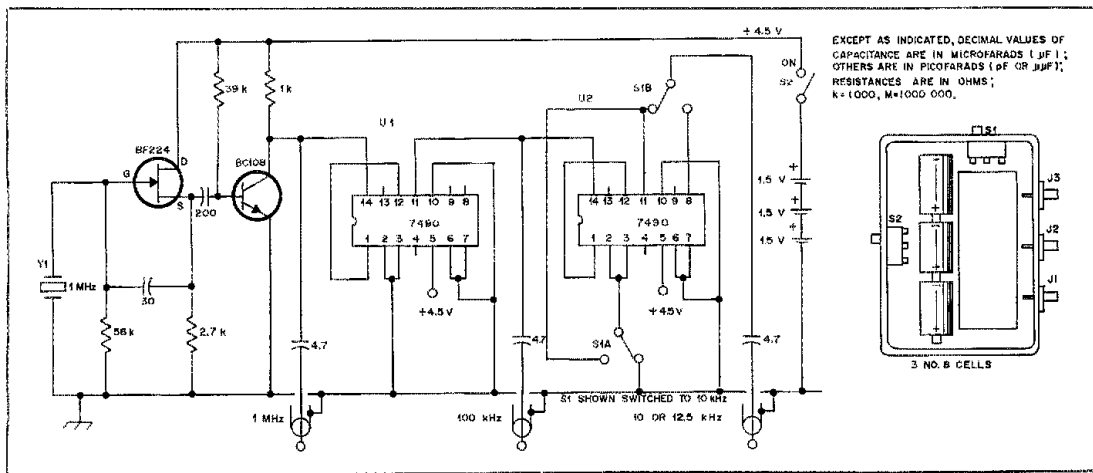 + 4.5 V
EXCEPT AS INDICATED, DECIMAL VALUES OF
CAPACITANCE ARE IN MICROFARADS ( µF ) ;
OTHERS ARE IN PICOFARADS ( pF OR µµF);
RESISTANCES ARE IN OHMS ;
k = 1000, M=1000 000.
ON
S2
S1B
39 k
1 k
U 1
U 2
BF224
D
G
S
BC108
200
14 13 12 11 10 9 8
7490
1 2 3 4 5 6 7
14 13 12 11 10 9 8
7490
1 2 3 4 5 6 7
+
1.5 V
+
1.5 V
+
1.5 V
Y1
1 MHz
30
56k
2.7 k
+4.5V
+4.5V
4.7
4.7
S1A
4.7
S1 SHOWN SWITCHED TO 10 kHz
1 MHz
100 kHz
10 OR 12.5 kHz
S1
S2
J3
J2
J1
+
+
+
3 NO. 8 CELLS